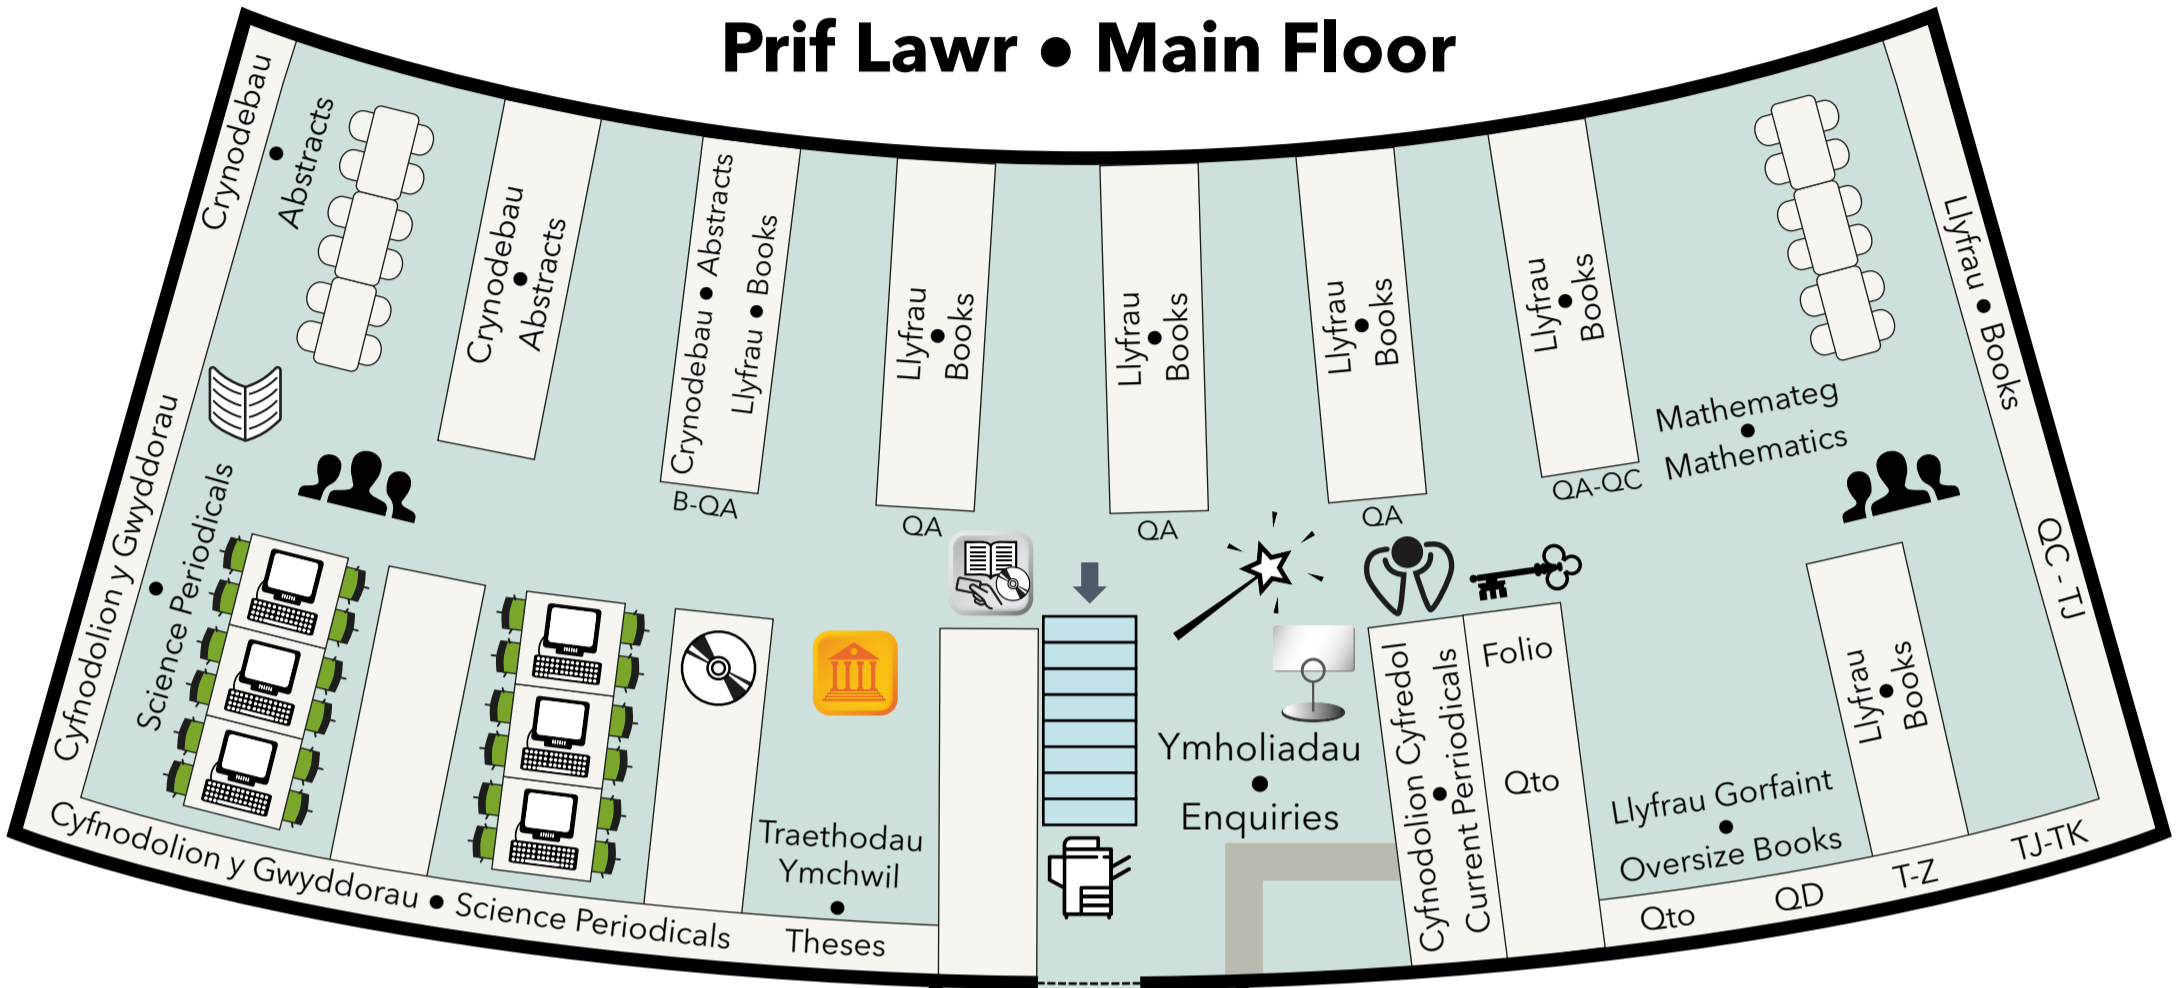 Prif Lawr • Main Floor
Crynodebau
•
Abstracts
Crynodebau
•
Abstracts
Crynodebau • Abstracts
Llyfrau • Books
B-QA
Llyfrau
•
Books
QA
Llyfrau
•
Books
QA
Llyfrau
•
Books
QA
Llyfrau
•
Books
QA-QC
Mathemateg
•
Mathematics
Llyfrau • Books
QC - TJ
Cyfnodolion y Gwyddorau
•
Science Periodicals
Cyfnodolion y Gwyddorau • Science Periodicals
Traethodau
Ymchwil
•
Theses
Ymholiadau
•
Enquiries
Cyfnodolion Cyfredol
•
Current Perriodicals
Folio
Qto
Llyfrau Gorfaint
•
Oversize Books
Llyfrau
•
Books
Qto
QD
T-Z
TJ-TK